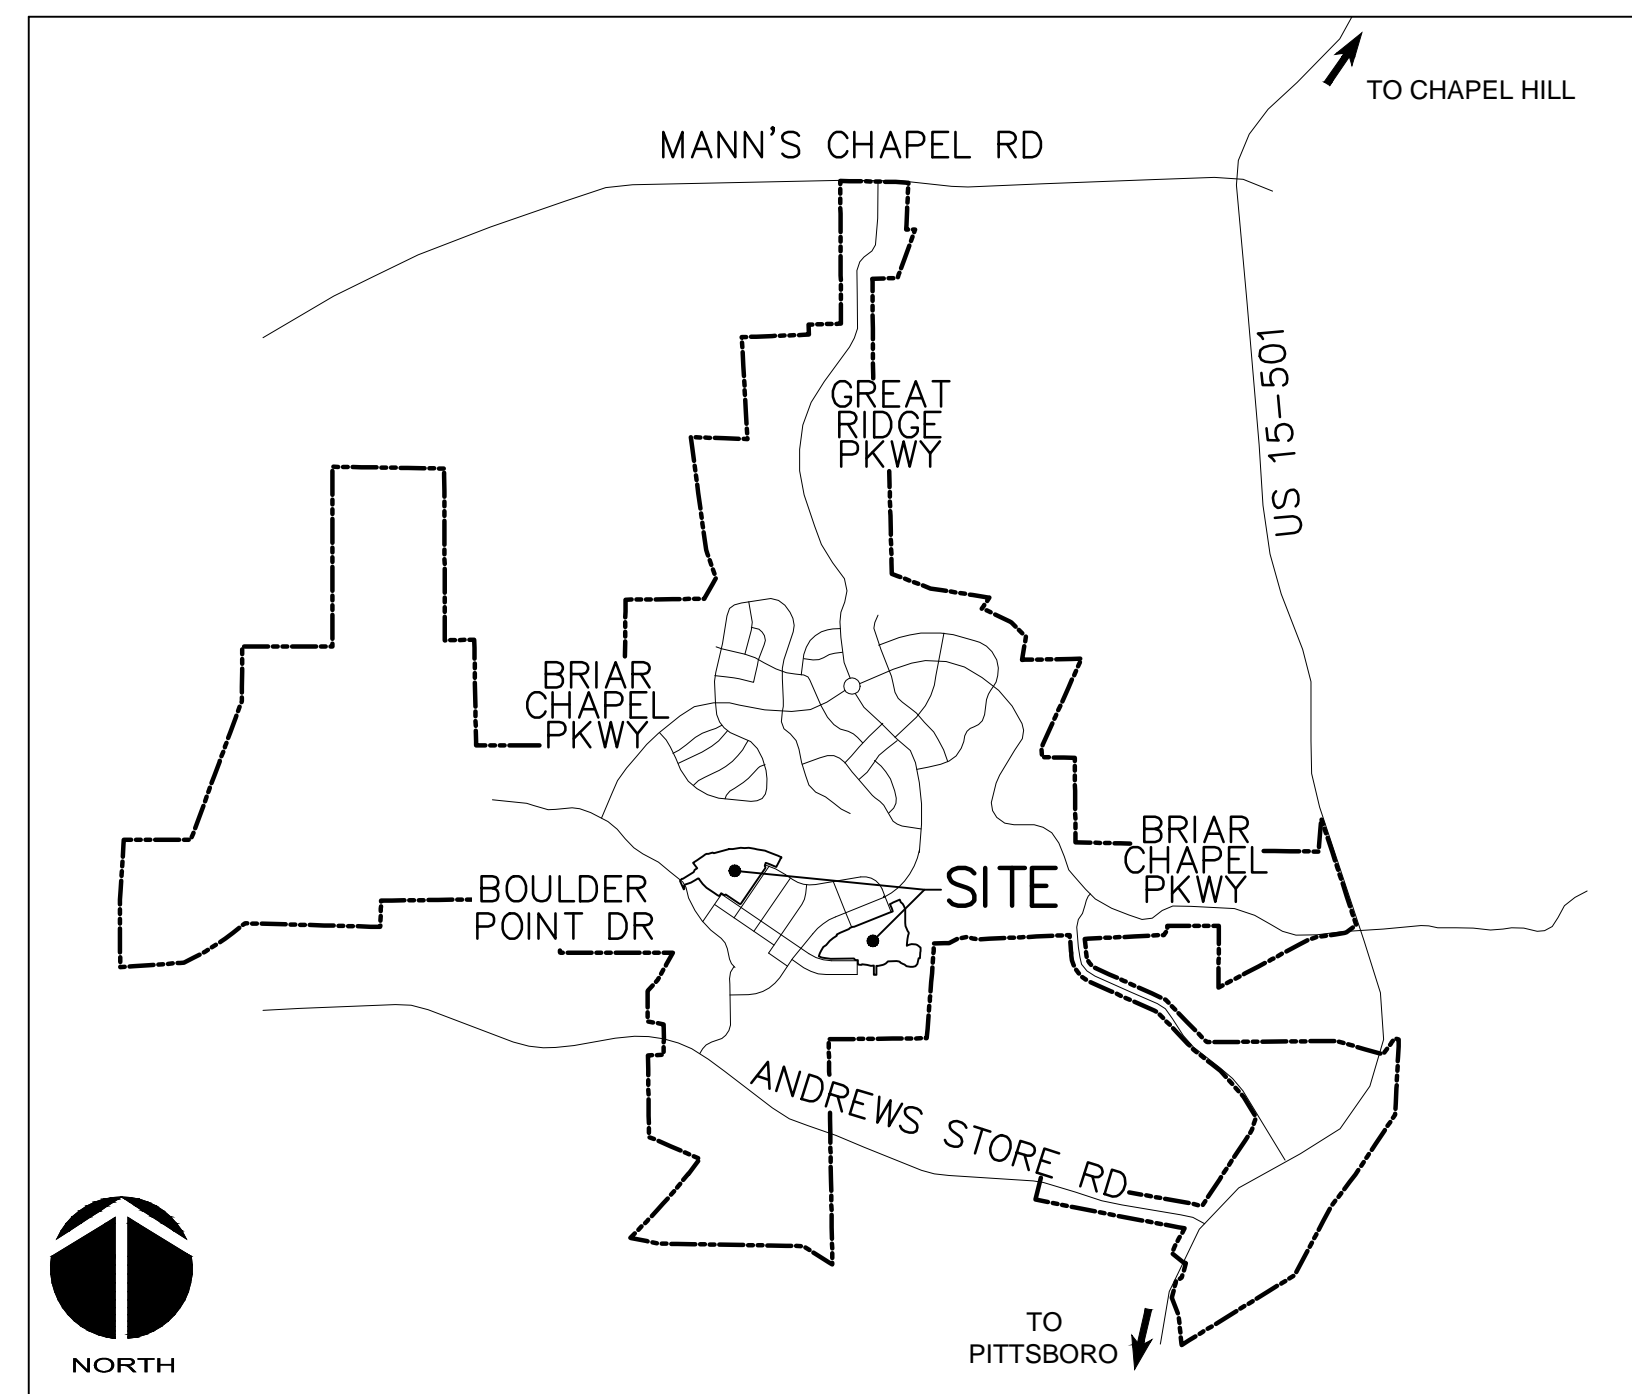 TO CHAPEL HILL
MANN'S CHAPEL RD
US 15-501
GREAT
RIDGE
PKWY
BRIAR
CHAPEL
PKWY
BRIAR
CHAPEL
PKWY
SITE
BOULDER
POINT DR
ANDREWS STORE RD
TO
PITTSBORO
NORTH